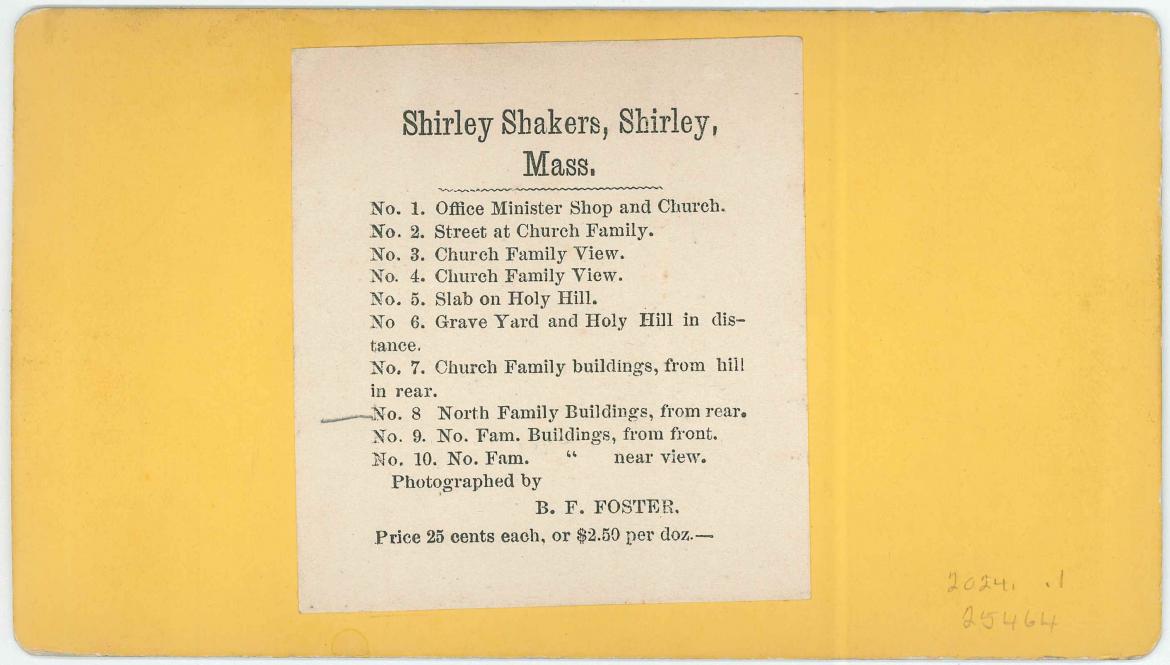 Shirley Shakers, Shirley,
Mass.
No. 1. Office Minister Shop and Church.
No. 2. Street at Church Family.
No. 3. Church Family View.
No. 4. Church Family View.
No. 5. Slab on Holy Hill.
No 6. Grave Yard and Holy Hill in dis-
tance.
No. 7. Church Family buildings, from hill
in rear.
No. 8 North Family Buildings, from rear.
No. 9. No. Fam. Buildings, from front.
No. 10. No. Fam. “ near view.
Photographed by
B. F. FOSTER.
Price 25 cents each, or $2.50 per doz.—
2024. .1
25464